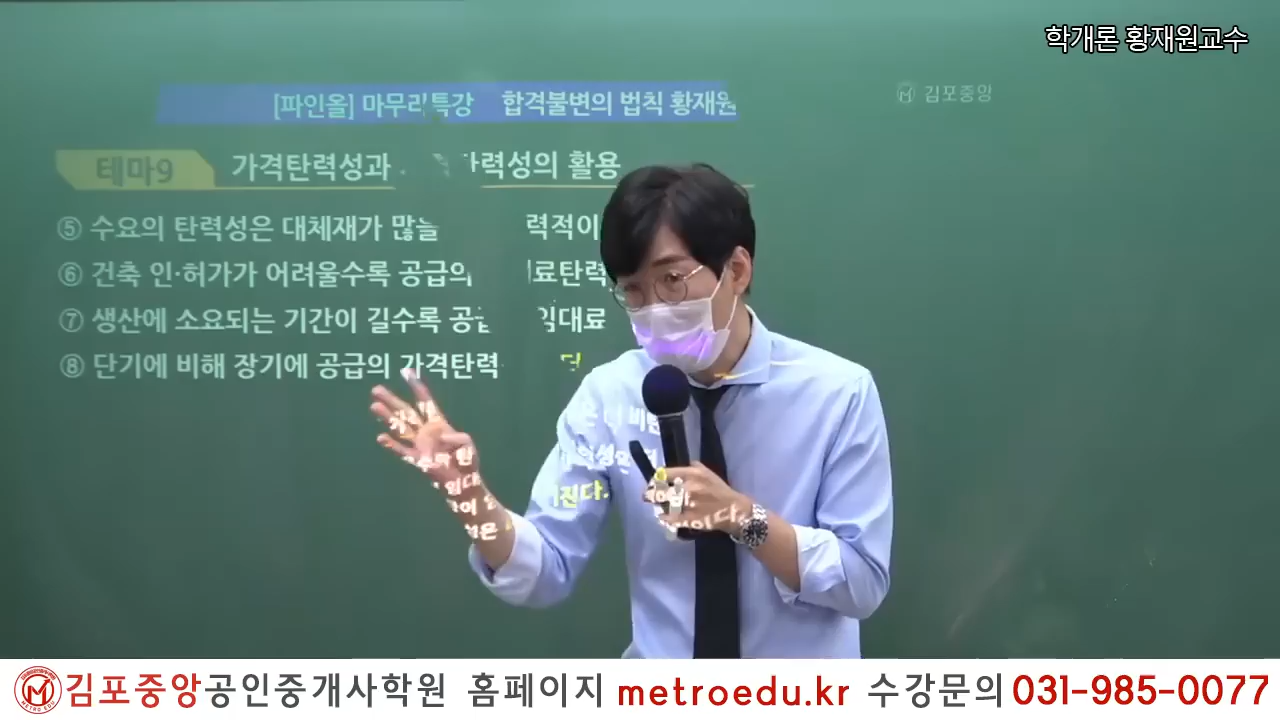 학개론 황재원교수
김포중앙
[파인올] 마무리특강 합격불변의 법칙 황재원
테마9 가격탄력성과 탄력성의 활용
⑤ 수요의 탄력성은 대체재가 많을 력적이
⑥ 건축 인·허가가 어려울수록 공급의 료탄력
⑦ 생산에 소요되는 기간이 길수록 공급 임대료
⑧ 단기에 비해 장기에 공급의 가격탄력
진다.
김포중앙공인중개사학원 홈페이지 metroedu.kr 수강문의 031-985-0077